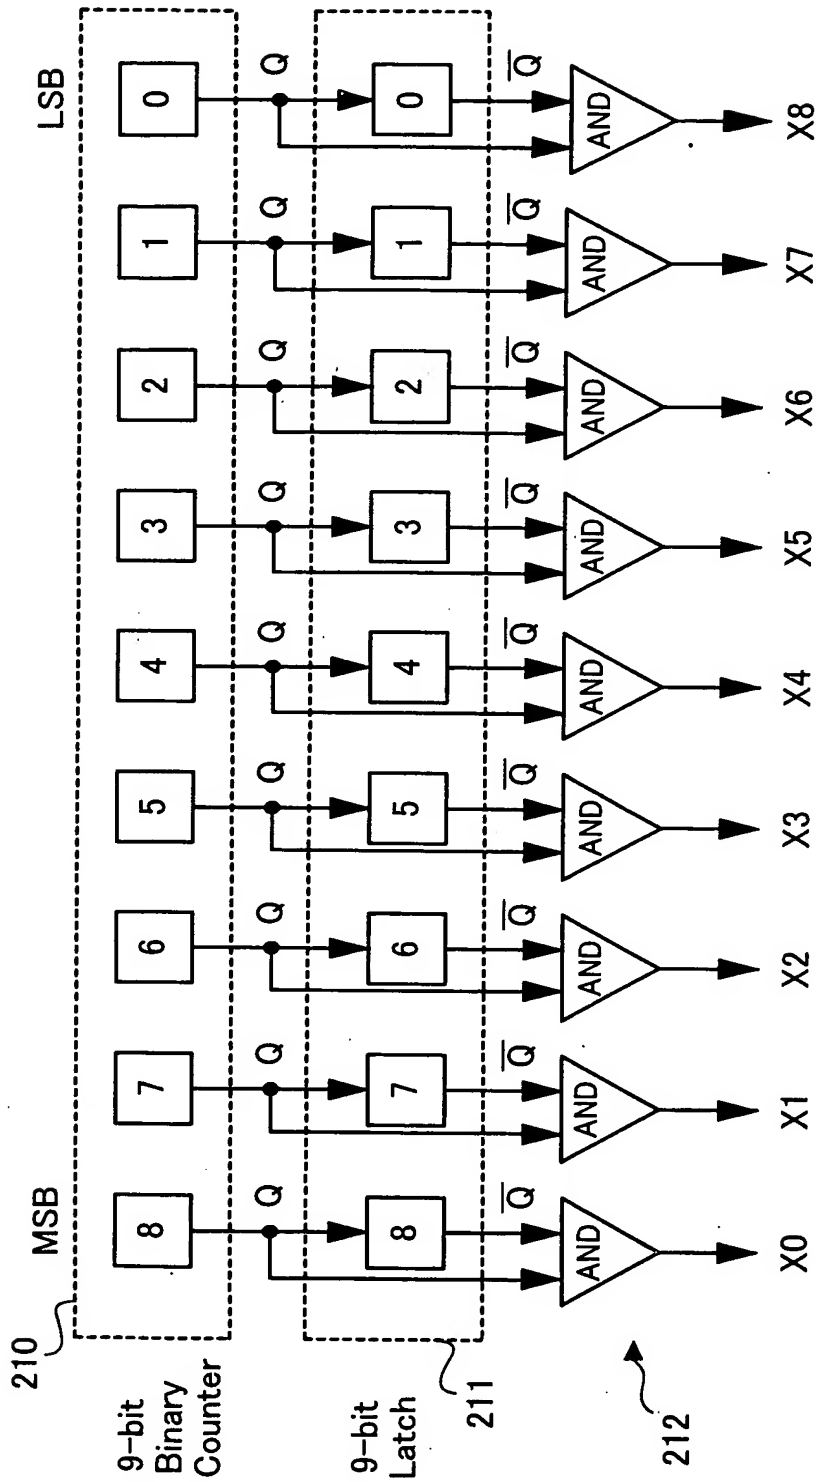 MSB LSB
210
9-bit
Binary
Counter
8 7 6 5 4 3 2 1 0
Q Q Q Q Q Q Q Q Q
9-bit
Latch
8 7 6 5 4 3 2 1 0
211
Q̅ Q̅ Q̅ Q̅ Q̅ Q̅ Q̅ Q̅ Q̅
AND AND AND AND AND AND AND AND AND
212
X0 X1 X2 X3 X4 X5 X6 X7 X8